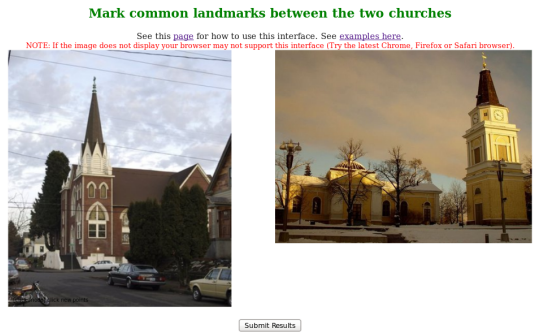 Mark common landmarks between the two churches
See this page for how to use this interface. See examples here.
NOTE: If the image does not display your browser may not support this interface (Try the latest Chrome, Firefox or Safari browser).
Submit Results